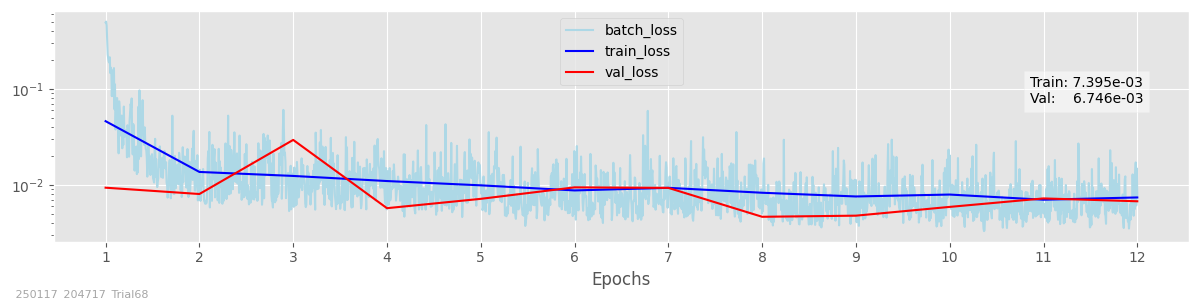 batch_loss
train_loss
val_loss
Train: 7.395e-03
Val: 6.746e-03
10⁻¹
10⁻²
1 2 3 4 5 6 7 8 9 10 11 12
Epochs
250117_204717_Trial68